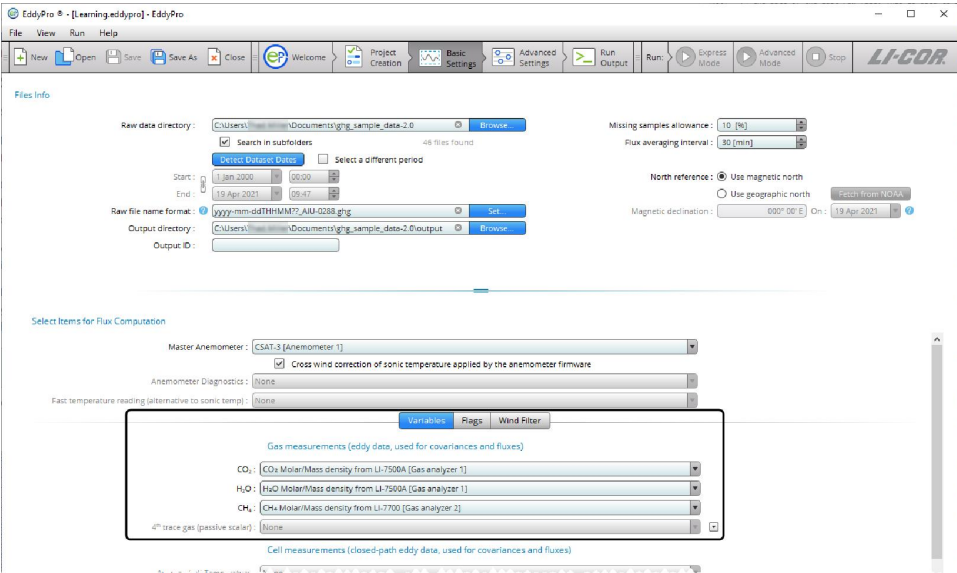 EddyPro ® - [Learning.eddypro] - EddyPro
File View Run Help
New Open Save Save As Close Welcome Project Creation Basic Settings Advanced Settings Run Output Run: Express Mode Advanced Mode Stop LI-COR.
Files Info
Raw data directory : C:\Users\ \Documents\ghg_sample_data-2.0 Browse... Missing samples allowance : 10 [%]
Search in subfolders 46 files found Flux averaging interval : 30 [min]
Detect Dataset Dates Select a different period
Start : 1 Jan 2000 00:00 North reference : Use magnetic north
End : 19 Apr 2021 09:47 Use geographic north Fetch from NOAA
Raw file name format : ? yyyy-mm-ddTHHMM??_AIU-0288.ghg Set... Magnetic declination : 000° 00' E On : 19 Apr 2021 ?
Output directory : C:\Users\ \Documents\ghg_sample_data-2.0\output Browse...
Output ID :
Select Items for Flux Computation
Master Anemometer : CSAT-3 [Anemometer 1]
Cross wind correction of sonic temperature applied by the anemometer firmware
Anemometer Diagnostics : None
Fast temperature reading (alternative to sonic temp) : None
Variables Flags Wind Filter
Gas measurements (eddy data, used for covariances and fluxes)
CO₂ : CO₂ Molar/Mass density from LI-7500A [Gas analyzer 1]
H₂O : H₂O Molar/Mass density from LI-7500A [Gas analyzer 1]
CH₄ : CH₄ Molar/Mass density from LI-7700 [Gas analyzer 2]
4ᵗʰ trace gas (passive scalar) : None
Cell measurements (closed-path eddy data, used for covariances and fluxes)